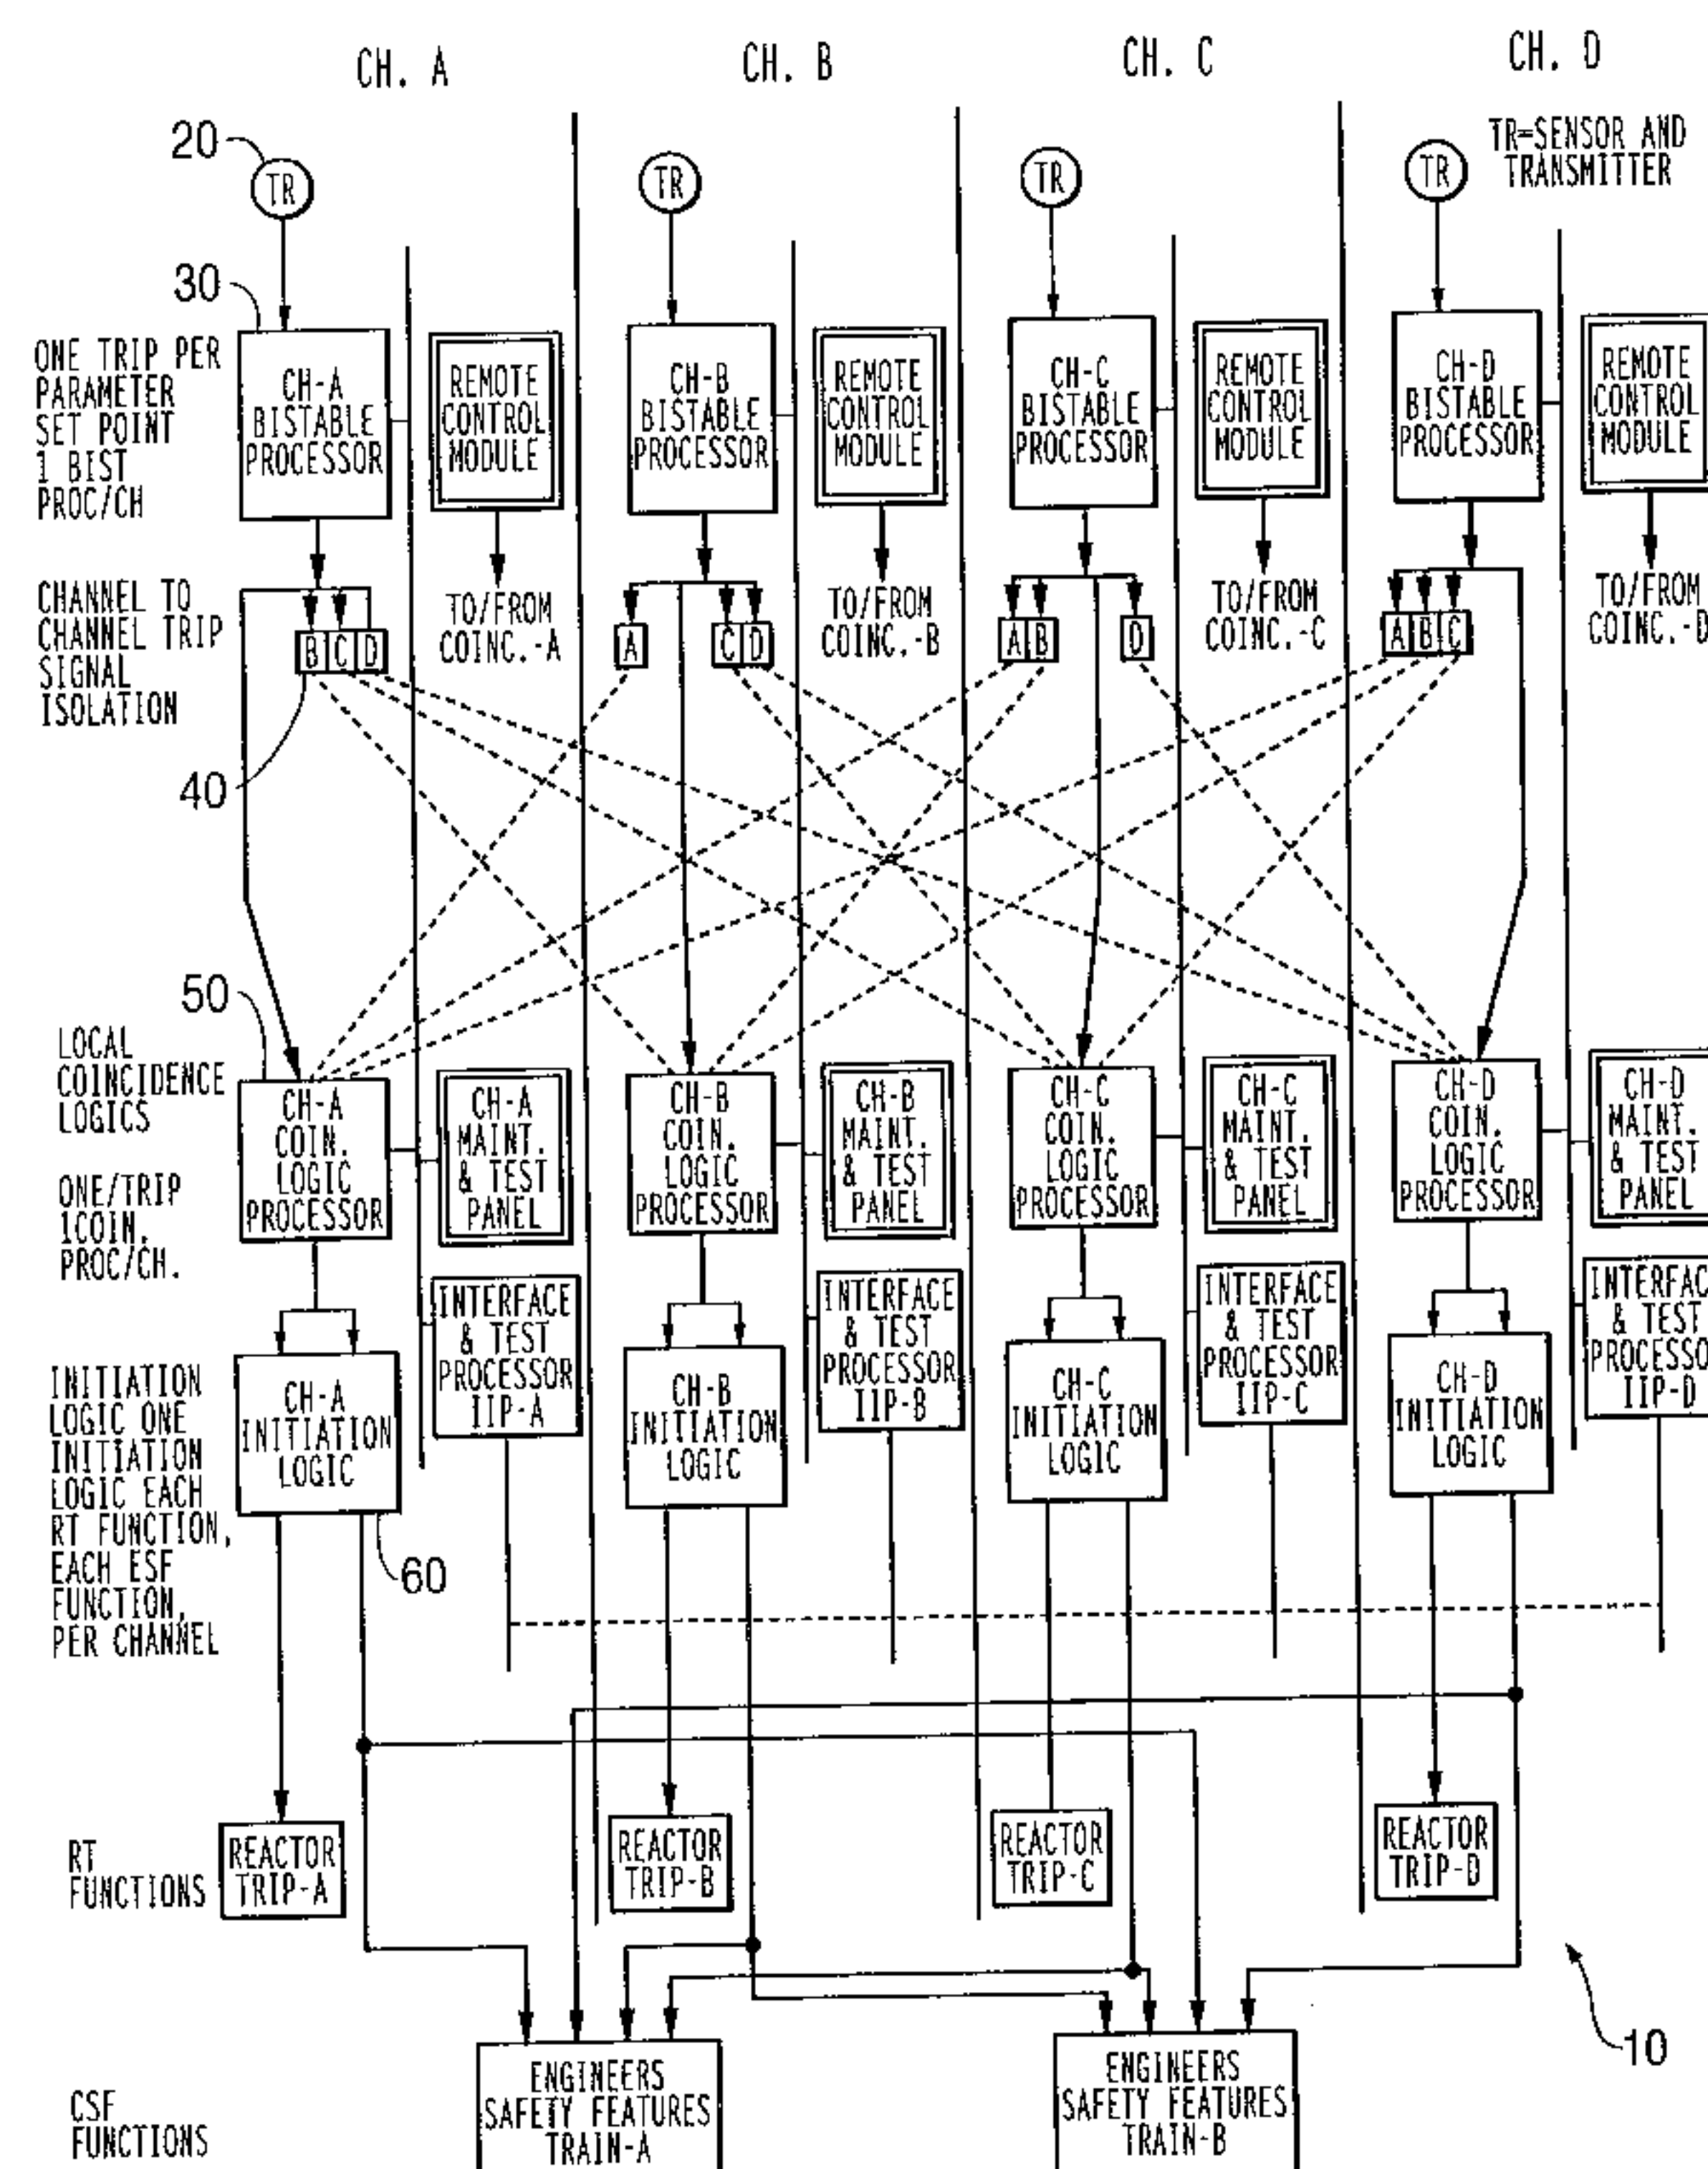 CH. A
CH. B
CH. C
CH. D
TR=SENSOR AND
TRANSMITTER
20
TR
TR
TR
TR
30
ONE TRIP PER
PARAMETER
SET POINT
1 BIST
PROC/CH
CH-A
BISTABLE
PROCESSOR
REMOTE
CONTROL
MODULE
CH-B
BISTABLE
PROCESSOR
REMOTE
CONTROL
MODULE
CH-C
BISTABLE
PROCESSOR
REMOTE
CONTROL
MODULE
CH-D
BISTABLE
PROCESSOR
REMOTE
CONTROL
MODULE
CHANNEL TO
CHANNEL TRIP
SIGNAL
ISOLATION
B C D
TO/FROM
COINC.-A
A
C D
TO/FROM
COINC.-B
A B
D
TO/FROM
COINC.-C
A B C
TO/FROM
COINC.-D
40
50
LOCAL
COINCIDENCE
LOGICS
ONE/TRIP
1COIN.
PROC/CH.
CH-A
COIN.
LOGIC
PROCESSOR
CH-A
MAINT.
& TEST
PANEL
CH-B
COIN.
LOGIC
PROCESSOR
CH-B
MAINT.
& TEST
PANEL
CH-C
COIN.
LOGIC
PROCESSOR
CH-C
MAINT.
& TEST
PANEL
CH-D
COIN.
LOGIC
PROCESSOR
CH-D
MAINT.
& TEST
PANEL
INTERFACE
& TEST
PROCESSOR
IIP-A
INTERFACE
& TEST
PROCESSOR
IIP-B
INTERFACE
& TEST
PROCESSOR
IIP-C
INTERFAC
& TEST
PROCESSO
IIP-D
INITIATION
LOGIC ONE
INITIATION
LOGIC EACH
RT FUNCTION,
EACH ESF
FUNCTION,
PER CHANNEL
CH-A
INITIATION
LOGIC
CH-B
INITIATION
LOGIC
CH-C
INITIATION
LOGIC
CH-D
INITIATION
LOGIC
60
RT
FUNCTIONS
REACTOR
TRIP-A
REACTOR
TRIP-B
REACTOR
TRIP-C
REACTOR
TRIP-D
10
CSF
FUNCTIONS
ENGINEERS
SAFETY FEATURES
TRAIN-A
ENGINEERS
SAFETY FEATURES
TRAIN-B